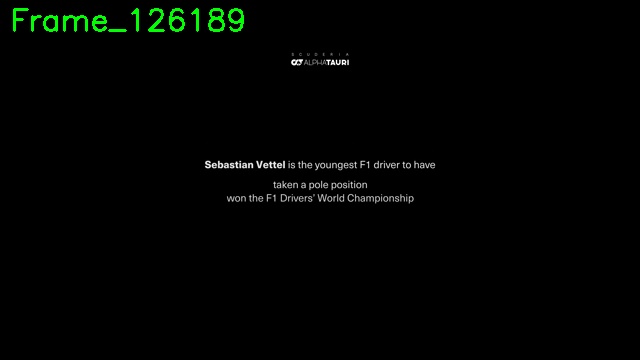 Frame_126189
SCUDERIA
ALPHATAURI
Sebastian Vettel is the youngest F1 driver to have
taken a pole position
won the F1 Drivers' World Championship